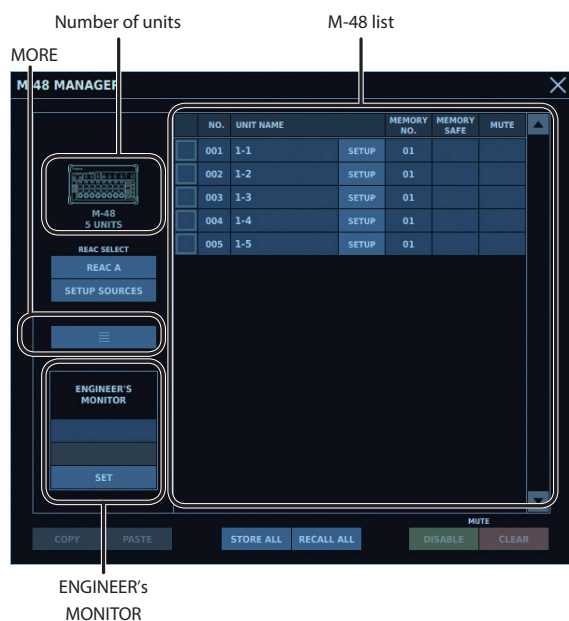 Number of units
M-48 list
MORE
M-48 MANAGER
NO. UNIT NAME MEMORY NO. MEMORY SAFE MUTE
001 1-1 SETUP 01
002 1-2 SETUP 01
003 1-3 SETUP 01
004 1-4 SETUP 01
005 1-5 SETUP 01
M-48
5 UNITS
REAC SELECT
REAC A
SETUP SOURCES
ENGINEER'S
MONITOR
SET
MUTE
COPY PASTE STORE ALL RECALL ALL DISABLE CLEAR
ENGINEER's
MONITOR